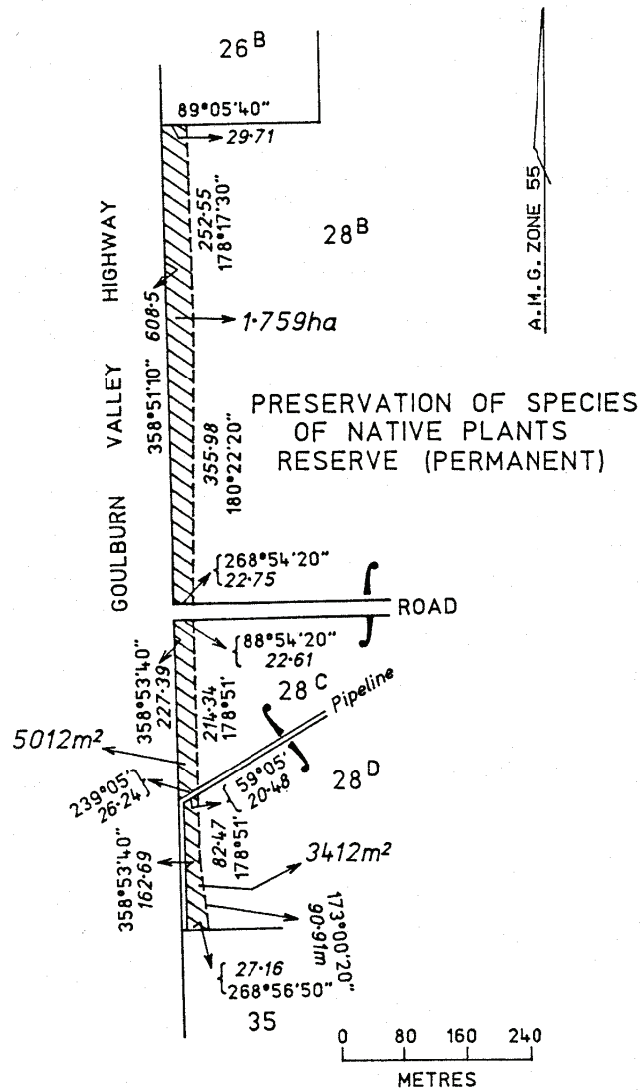 26 B
89°05'40"
29·71
252·55
178°17'30"
28 B
A.M.G. ZONE 55
GOULBURN VALLEY HIGHWAY
608·5
358°51'10"
1·759ha
PRESERVATION OF SPECIES
OF NATIVE PLANTS
RESERVE (PERMANENT)
355·98
180°22'20"
268°54'20"
22·75
ROAD
88°54'20"
22·61
358°53'40"
227·39
214·34
178°51'
28 C
Pipeline
5012m²
239°05'
26·24
59°05'
20·48
28 D
82·47
178°51'
3412m²
358°53'40"
162·69
173°00'20"
90·91m
27·16
268°56'50"
35
0 80 160 240
METRES